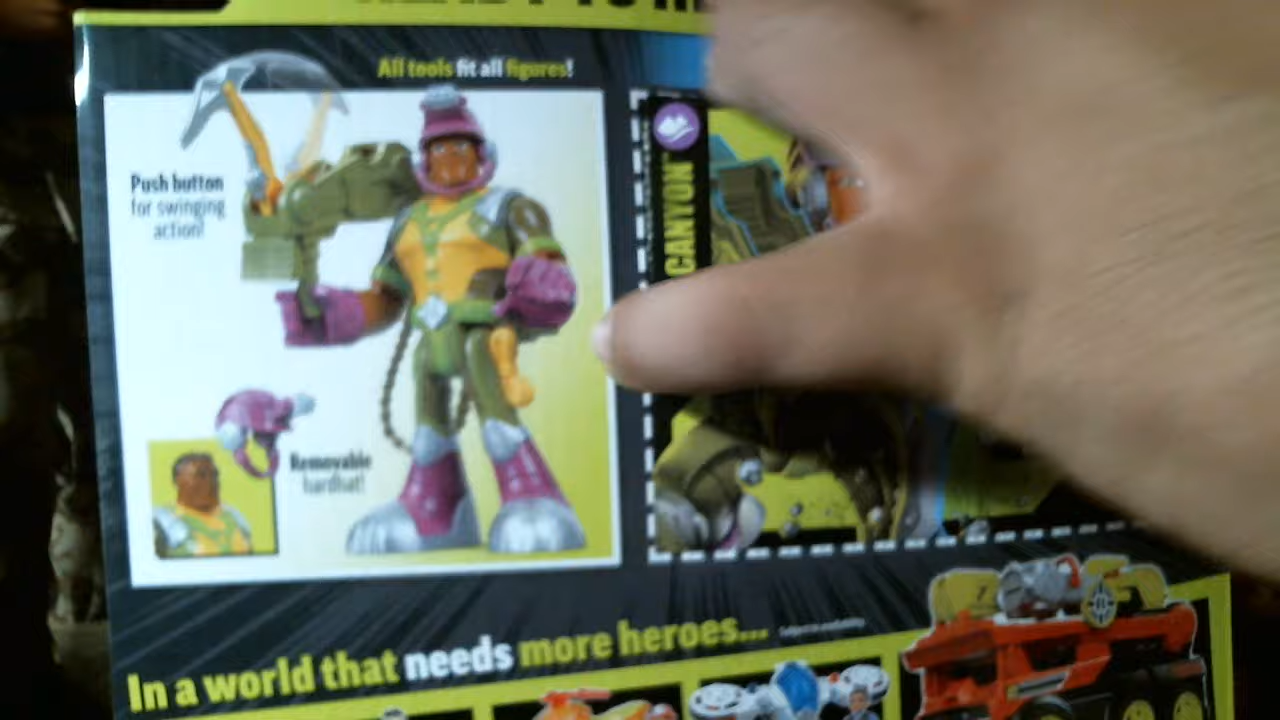 All tools fit all figures!
Push button
for swinging
action!
CANYON
Removable
hardhat!
In a world that needs more heroes...